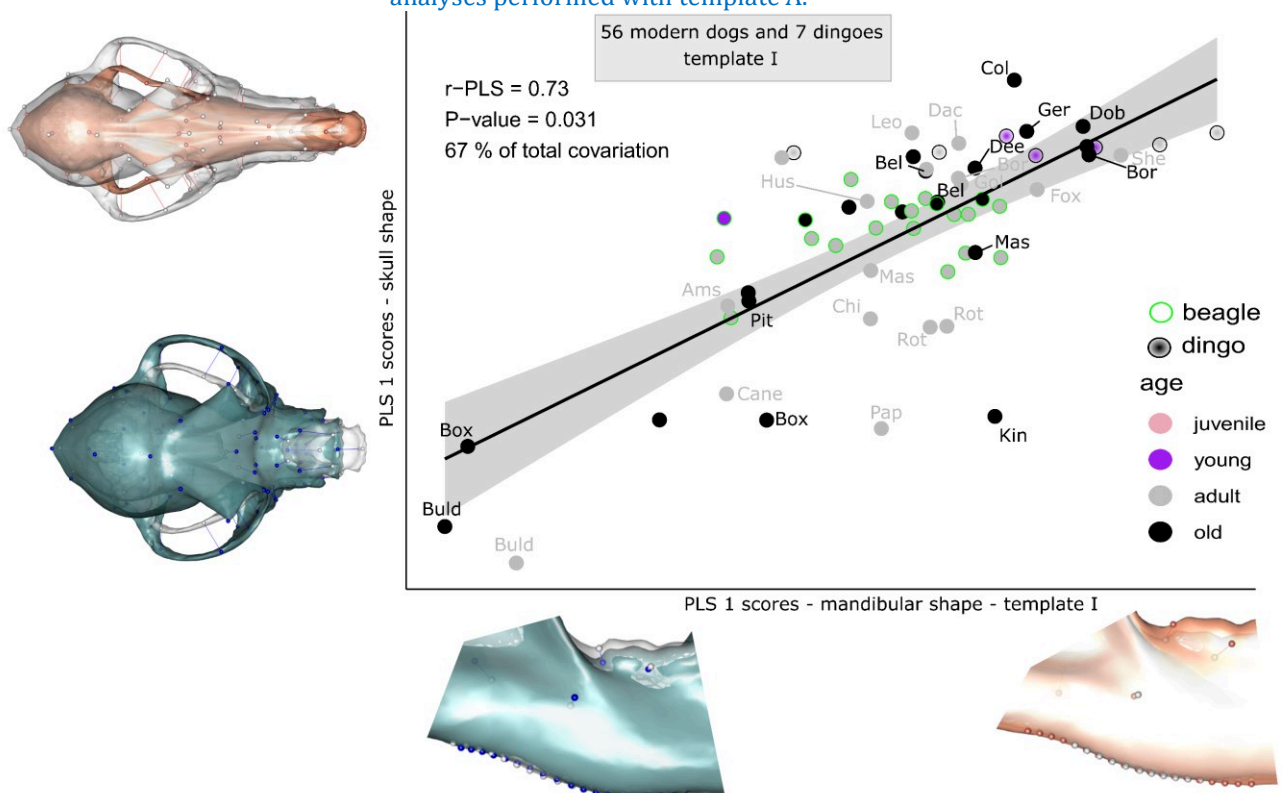 analyses performed with template A.
56 modern dogs and 7 dingoes
template I
r−PLS = 0.73
P−value = 0.031
67 % of total covariation
PLS 1 scores - skull shape
Col
Leo
Dac
Ger
Dob
Bel
Dee
Bor
She
Bor
Hus
Bel
Gol
Fox
Mas
Mas
Ams
Pit
Chi
Rot
Rot
Cane
Box
Pap
Kin
Box
Buld
Buld
beagle
dingo
age
juvenile
young
adult
old
PLS 1 scores - mandibular shape - template I